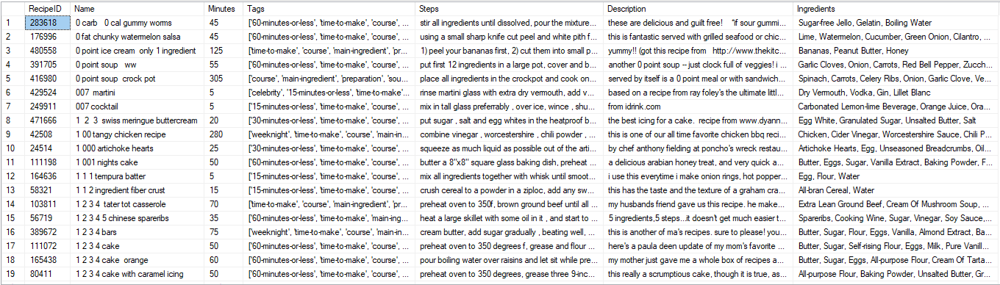 RecipeID Name Minutes Tags Steps Description Ingredients
1 283618 0 carb 0 cal gummy worms 45 ['60-minutes-or-less', 'time-to-make', 'course', ... stir all ingredients until dissolved, pour the mixture... these are delicious and guilt free! *if sour gummi... Sugar-free Jello, Gelatin, Boiling Water
2 176996 0 fat chunky watermelon salsa 45 ['60-minutes-or-less', 'time-to-make', 'course', ... using a small sharp knife cut peel and white pith f... this is fantastic served with grilled seafood or chic... Lime, Watermelon, Cucumber, Green Onion, Cilantro, ...
3 480558 0 point ice cream only 1 ingredient 125 ['time-to-make', 'course', 'main-ingredient', 'pr... 1) peel your bananas first, 2) cut them into small p... yummy!! (got this recipe from http://www.thekitc... Bananas, Peanut Butter, Honey
4 391705 0 point soup ww 55 ['60-minutes-or-less', 'time-to-make', 'course', ... put first 12 ingredients in a large pot, cover and b... another 0 point soup -- just clock full of veggies! i ... Garlic Cloves, Onion, Carrots, Red Bell Pepper, Zucch...
5 416980 0 point soup crock pot 305 ['course', 'main-ingredient', 'preparation', 'sou... place all ingredients in the crockpot and cook on... served by itself is a 0 point meal or with sandwich... Spinach, Carrots, Celery Ribs, Onion, Garlic Clove, Ve...
6 429524 007 martini 5 ['celebrity', '15-minutes-or-less', 'time-to-make'... rinse martini glass with extra dry vermouth, add v... based on a recipe from ray foley's the ultimate littl... Dry Vermouth, Vodka, Gin, Lillet Blanc
7 249911 007 cocktail 5 ['15-minutes-or-less', 'time-to-make', 'course', ... mix in tall glass preferrably , over ice, wince , shu... from idrink.com Carbonated Lemon-lime Beverage, Orange Juice, Ora...
8 471666 1 2 3 swiss meringue buttercream 20 ['30-minutes-or-less', 'time-to-make', 'course', ... put sugar , salt and egg whites in the heatproof b... the best icing for a cake. recipe from www.dyann... Egg White, Granulated Sugar, Unsalted Butter, Salt
9 42508 1 00 tangy chicken recipe 280 ['weeknight', 'time-to-make', 'course', 'main-in... combine vinegar , worcestershire , chili powder , ... this is one of our all time favorite chicken bbq reci... Chicken, Cider Vinegar, Worcestershire Sauce, Chili P...
10 24514 1 000 artichoke hearts 25 ['30-minutes-or-less', 'time-to-make', 'course', ... squeeze as much liquid as possible out of the arti... by chef anthony fielding at poncho's wreck restau... Artichoke Hearts, Egg, Unseasoned Breadcrumbs, Oil...
11 111198 1 001 nights cake 50 ['60-minutes-or-less', 'time-to-make', 'course', ... butter a 8"x8" square glass baking dish, preheat ... a delicious arabian honey treat, and very quick a... Butter, Eggs, Sugar, Vanilla Extract, Baking Powder, F...
12 164636 1 1 1 tempura batter 5 ['15-minutes-or-less', 'time-to-make', 'course', ... mix all ingredients together with whisk until smoot... i use this everytime i make onion rings, hot popper... Egg, Flour, Water
13 58321 1 1 2 ingredient fiber crust 15 ['15-minutes-or-less', 'time-to-make', 'course', ... crush cereal to a powder in a ziploc, add any sw... this has the taste and the texture of a graham cra... All-bran Cereal, Water
14 103811 1 2 3 4 tater tot casserole 70 ['time-to-make', 'course', 'main-ingredient', 'pr... preheat oven to 350f, brown ground beef until all ... my husbands friend gave us this recipe. he make... Extra Lean Ground Beef, Cream Of Mushroom Soup, ...
15 56719 1 2 3 4 5 chinese spareribs 35 ['60-minutes-or-less', 'time-to-make', 'main-ing... heat a large skillet with some oil in it , and start to ... 5 ingredients,5 steps...it doesn't get much easier t... Spareribs, Cooking Wine, Sugar, Vinegar, Soy Sauce,...
16 389672 1 2 3 4 bars 75 ['weeknight', 'time-to-make', 'course', 'main-in... cream butter, add sugar gradually , beating well, ... this is another of ma's recipes. sure to please! you... Butter, Sugar, Flour, Eggs, Vanilla, Almond Extract, Ba...
17 111072 1 2 3 4 cake 50 ['60-minutes-or-less', 'time-to-make', 'course', ... preheat oven to 350 degrees f, grease and flour ... here's a paula deen update of my mom's favorite ... Butter, Sugar, Self-rising Flour, Eggs, Milk, Pure Vanill...
18 165438 1 2 3 4 cake orange 60 ['60-minutes-or-less', 'time-to-make', 'course', ... pour boiling water over raisins and let sit while pre... my mother just gave me a whole box of recipes a... Butter, Sugar, Eggs, All-purpose Flour, Cream Of Tarta...
19 80411 1 2 3 4 cake with caramel icing 50 ['60-minutes-or-less', 'time-to-make', 'course', ... preheat oven to 350 degrees, grease three 9-inc... this really a scrumptious cake, though it is true, as... All-purpose Flour, Baking Powder, Unsalted Butter, Gr...